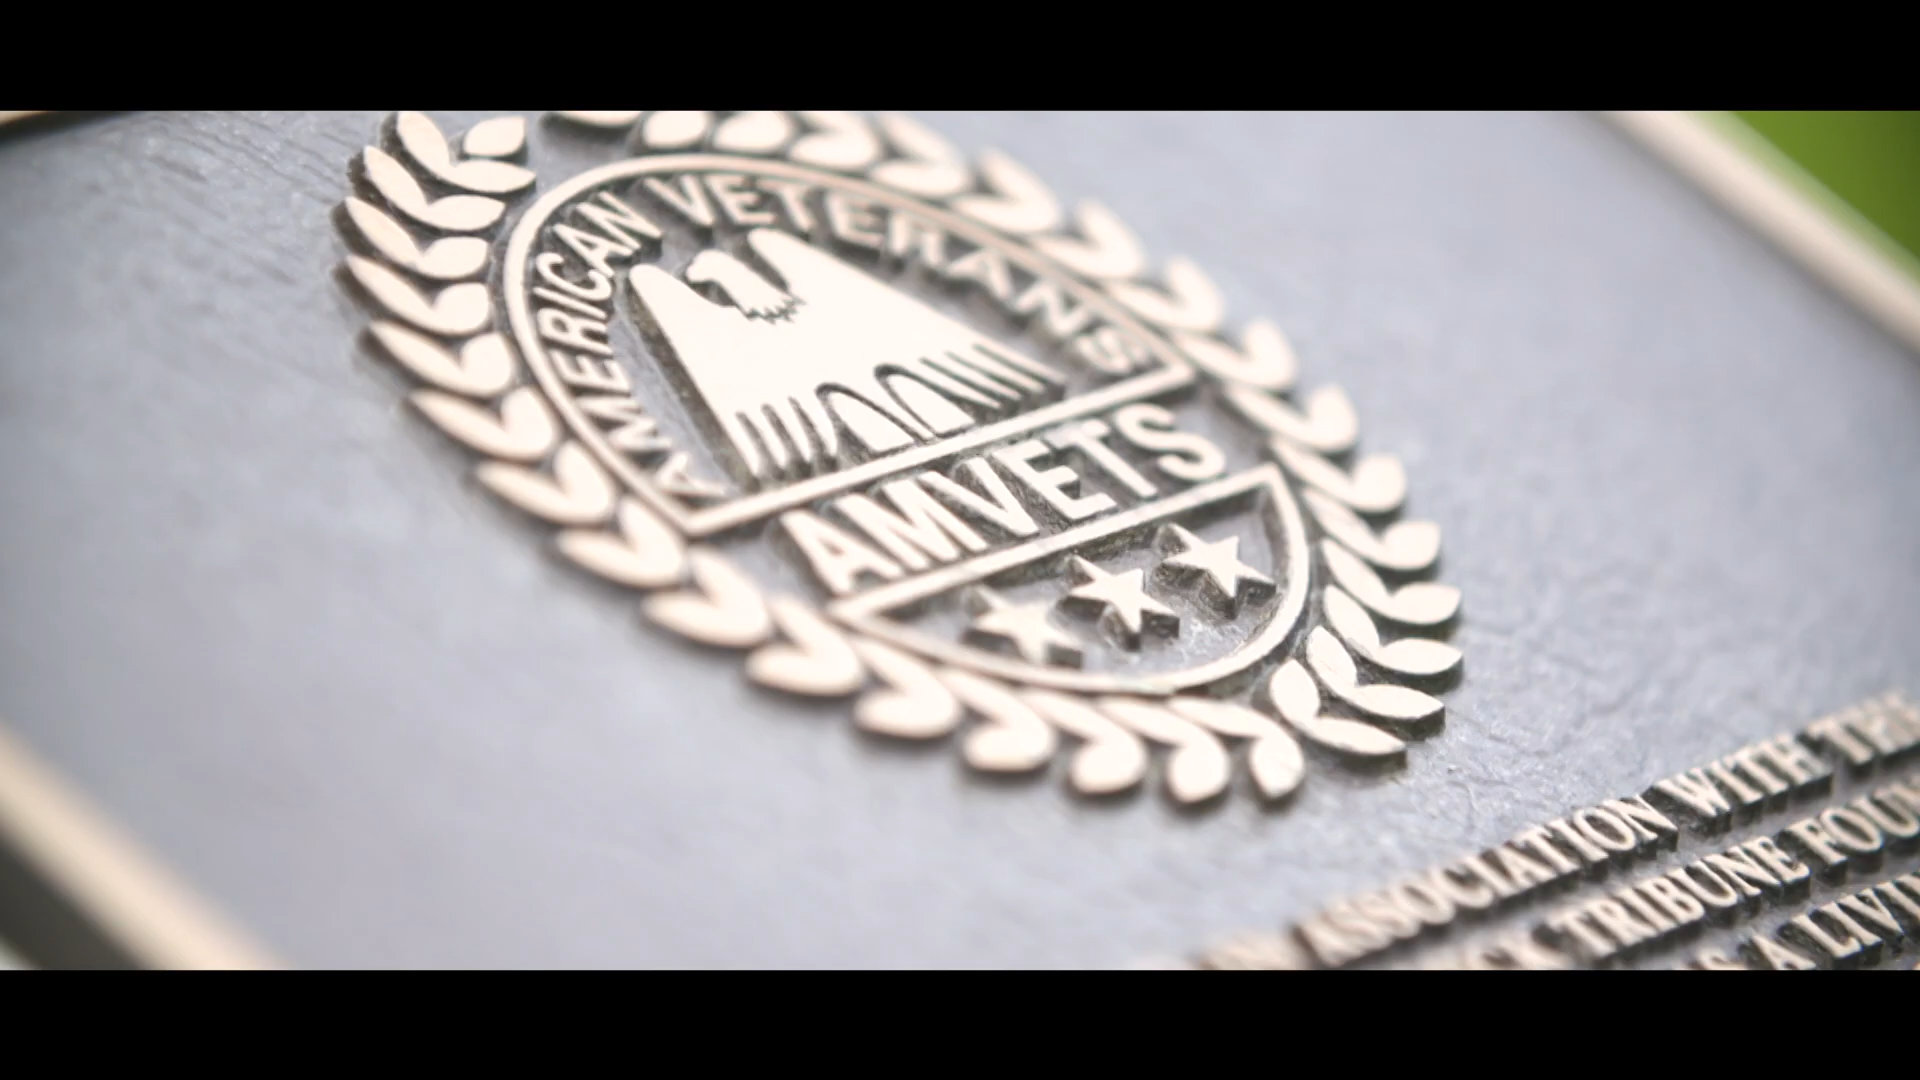 AMERICAN VETERANS
AMVETS
ASSOCIATION WITH THE
TRIBUNE
A